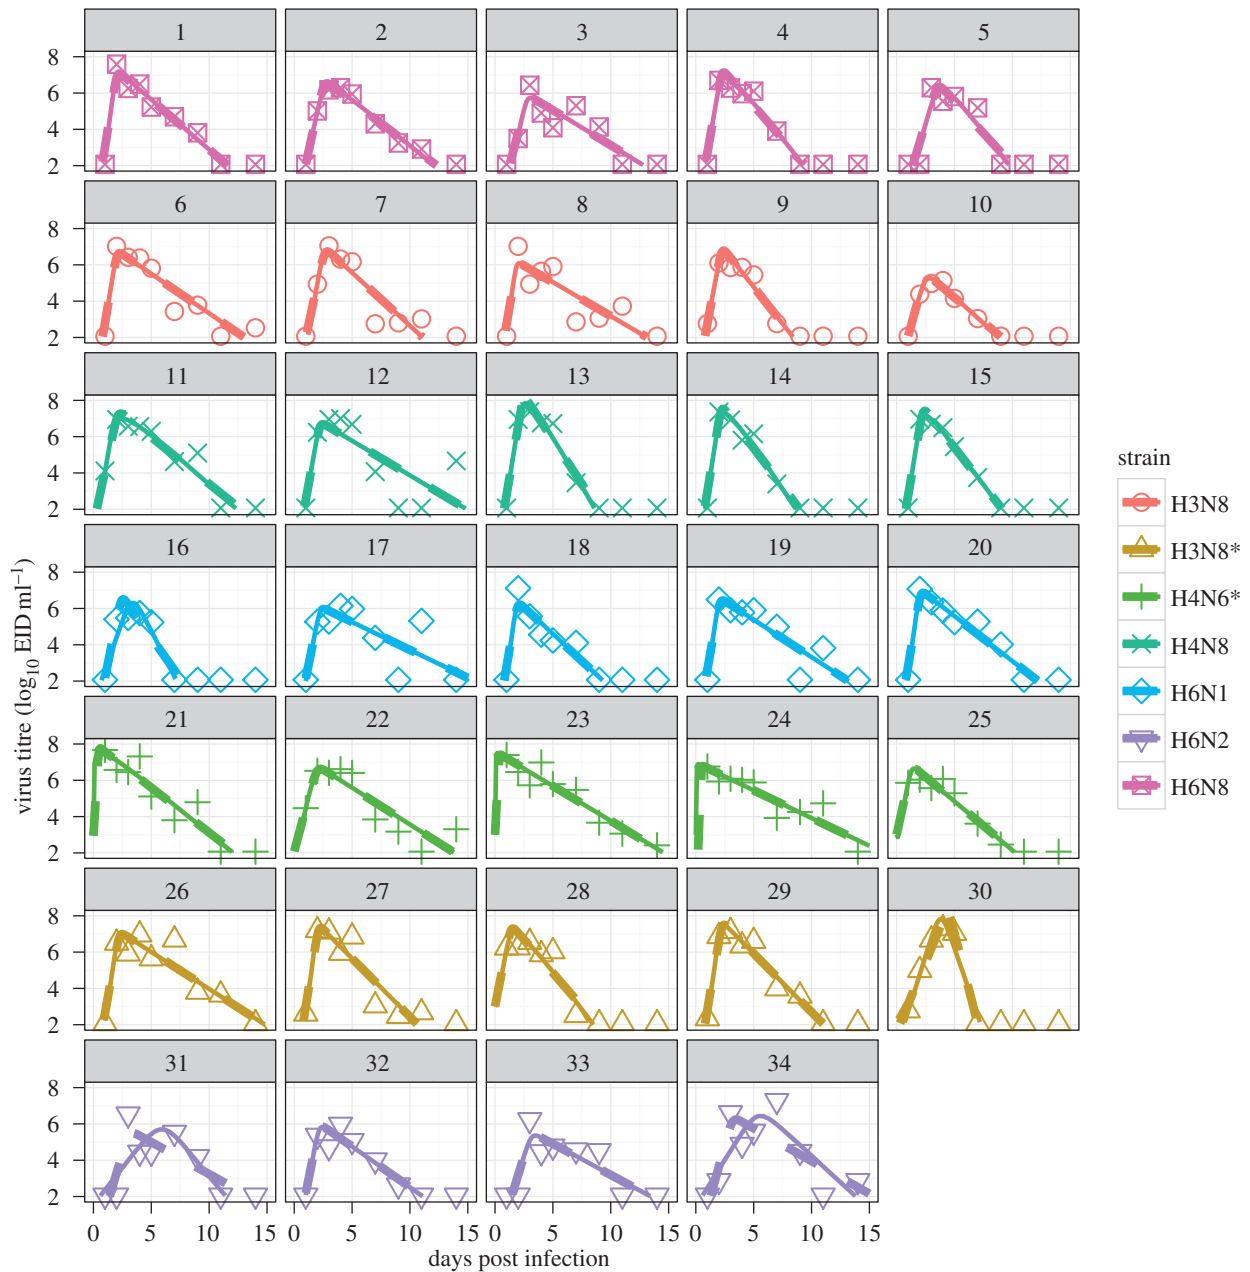 1 2 3 4 5
8
6
4
2
6 7 8 9 10
8
6
4
2
11 12 13 14 15
8
6
4
2
16 17 18 19 20
8
6
4
2
21 22 23 24 25
8
6
4
2
26 27 28 29 30
8
6
4
2
31 32 33 34
8
6
4
2
0 5 10 15 0 5 10 15 0 5 10 15 0 5 10 15
days post infection
virus titre (log₁₀ EID ml⁻¹)
strain
H3N8
H3N8*
H4N6*
H4N8
H6N1
H6N2
H6N8